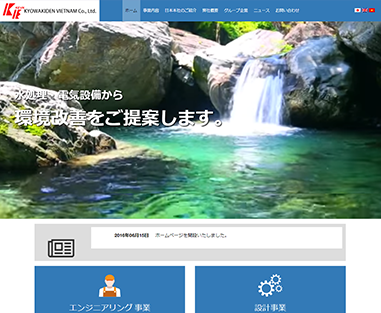 KIE KYOWAKIDEN VIETNAM Co., Ltd.
ホーム 事業内容 日本本社のご紹介 弊社概要 グループ企業 ニュース お問い合わせ
水処理・電気設備から
環境改善をご提案します。
2016年06月15日 ホームページを開設いたしました。
エンジニアリング 事業
設計事業